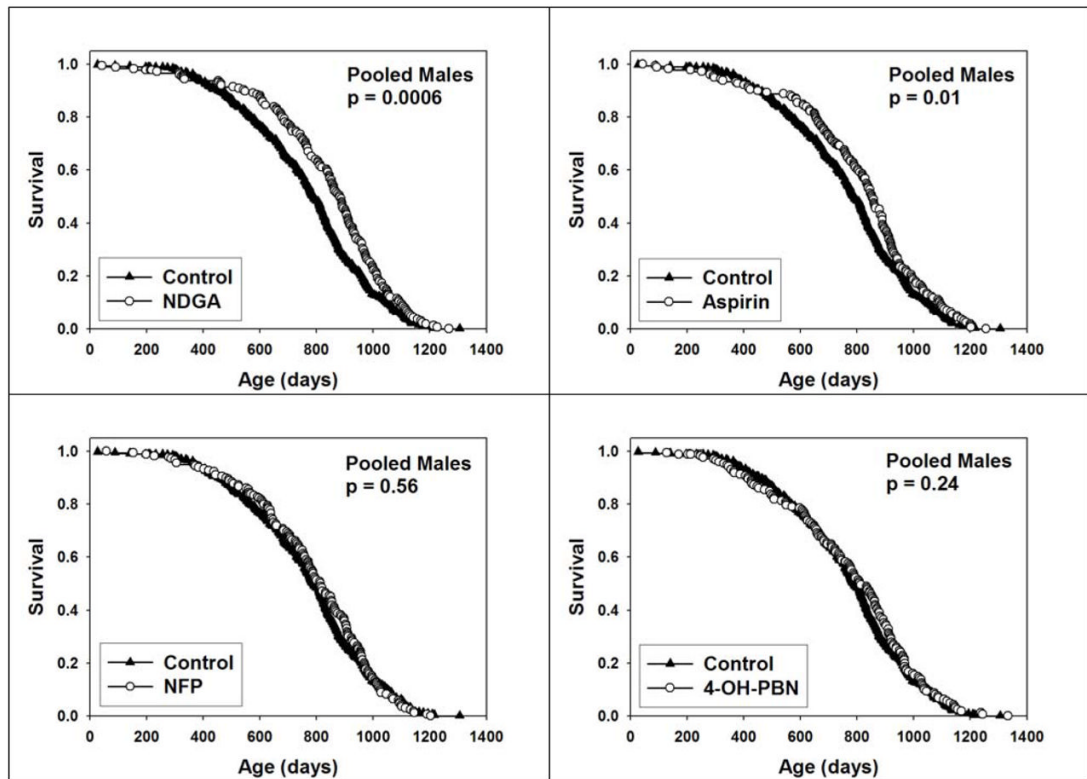 Pooled Males
p = 0.0006
Survival
1.0
0.8
0.6
0.4
0.2
0.0
Control
NDGA
0 200 400 600 800 1000 1200 1400
Age (days)
Pooled Males
p = 0.01
Survival
1.0
0.8
0.6
0.4
0.2
0.0
Control
Aspirin
0 200 400 600 800 1000 1200 1400
Age (days)
Pooled Males
p = 0.56
Survival
1.0
0.8
0.6
0.4
0.2
0.0
Control
NFP
0 200 400 600 800 1000 1200 1400
Age (days)
Pooled Males
p = 0.24
Survival
1.0
0.8
0.6
0.4
0.2
0.0
Control
4-OH-PBN
0 200 400 600 800 1000 1200 1400
Age (days)